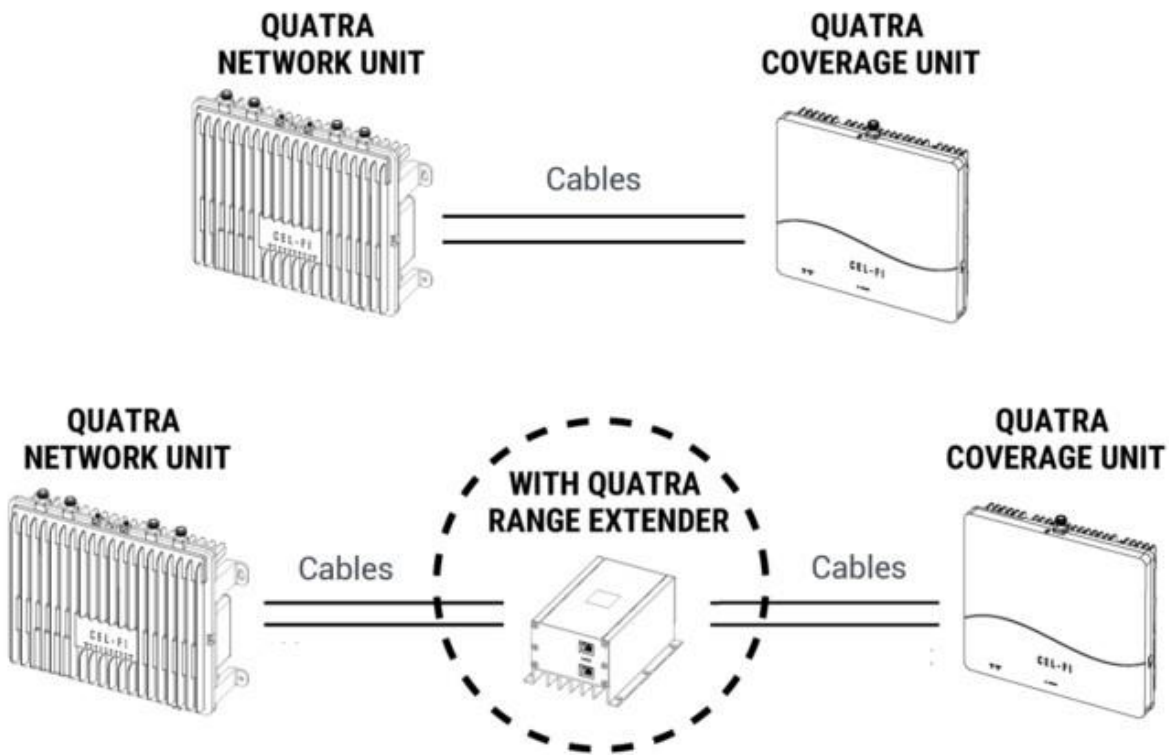 QUATRA
NETWORK UNIT
QUATRA
COVERAGE UNIT
Cables
CEL-FI
CEL-FI
QUATRA
NETWORK UNIT
WITH QUATRA
RANGE EXTENDER
QUATRA
COVERAGE UNIT
Cables
Cables
CEL-FI
CEL-FI